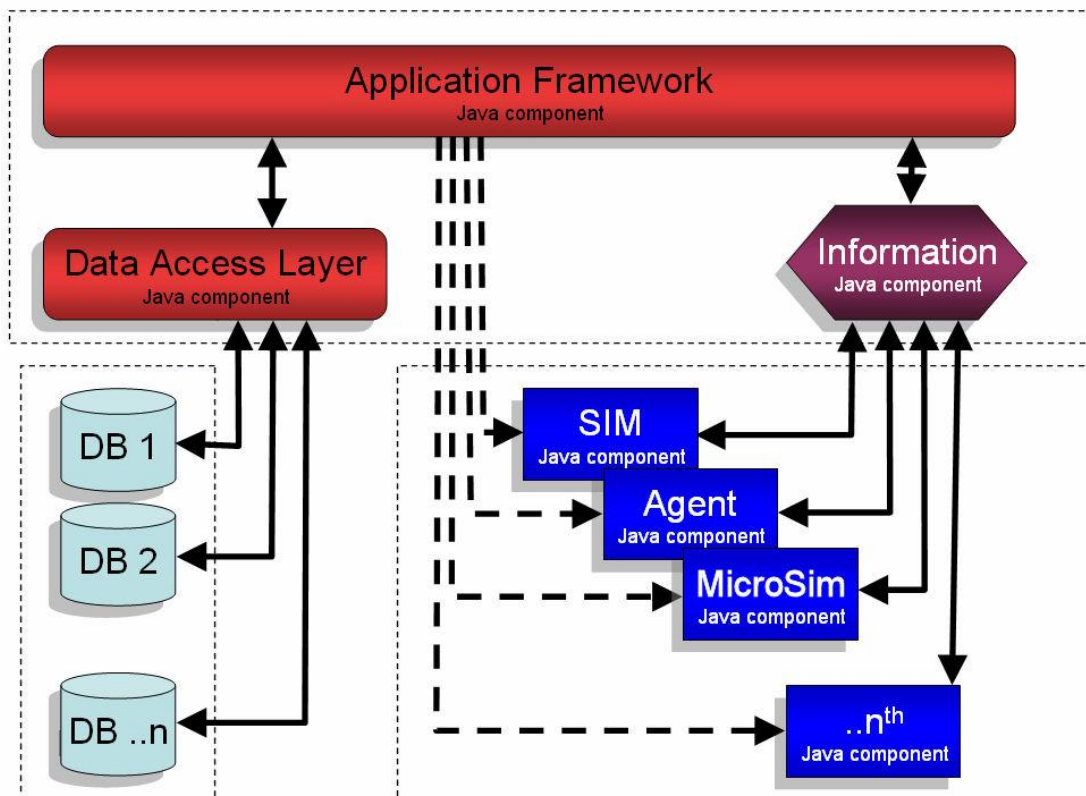 Application Framework
Java component
Data Access Layer
Java component
Information
Java component
DB 1
DB 2
DB ..n
SIM
Java component
Agent
Java component
MicroSim
Java component
..nth
Java component